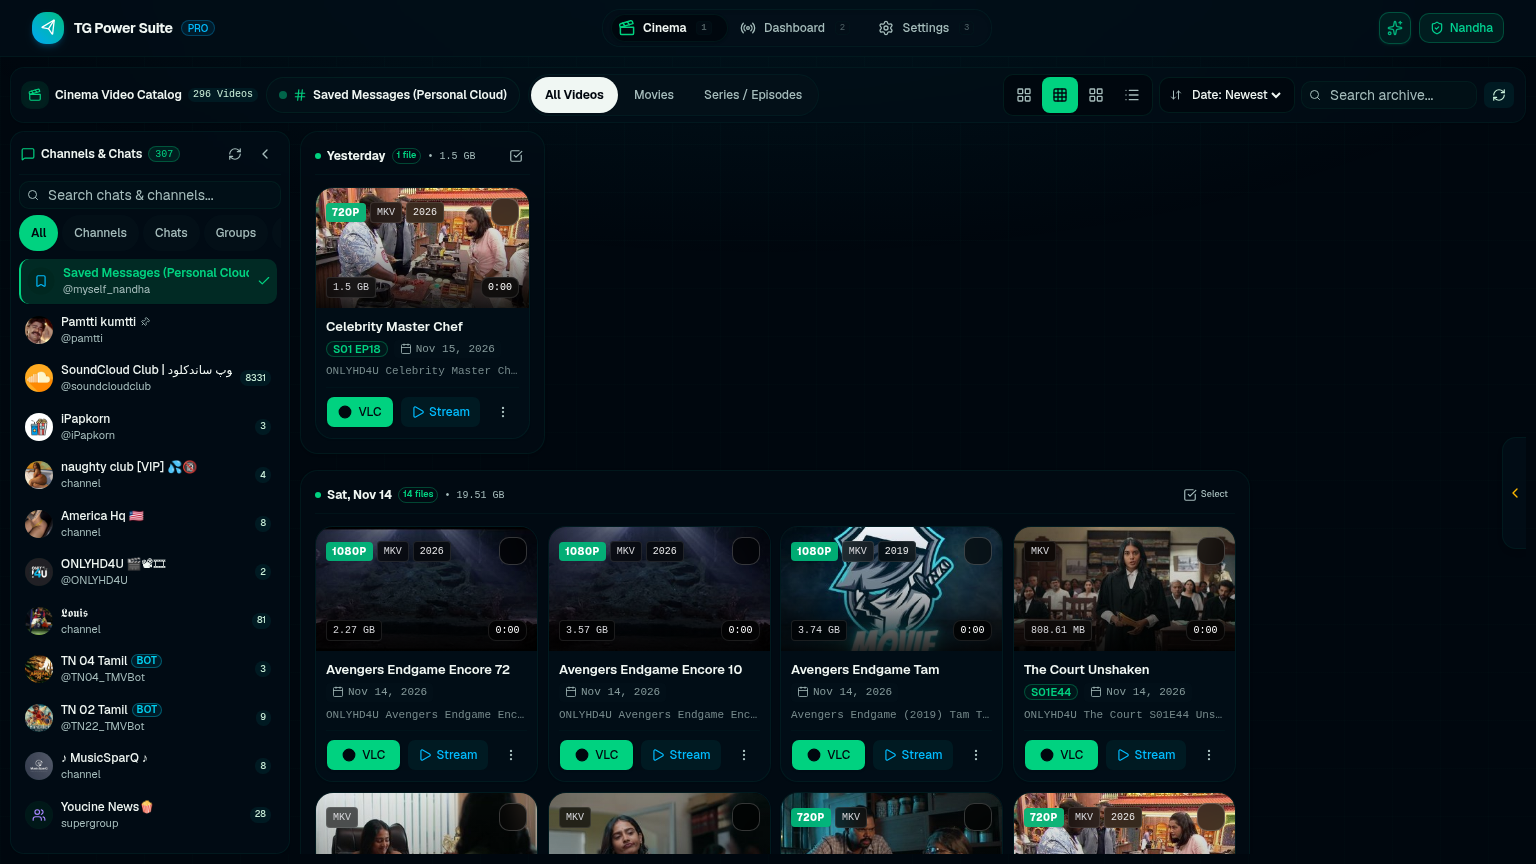 TG Power Suite PRO
Cinema 1
Dashboard 2
Settings 3
Nandha
Cinema Video Catalog 296 Videos
# Saved Messages (Personal Cloud)
All Videos
Movies
Series / Episodes
Date: Newest
Search archive...
Channels & Chats 307
Search chats & channels...
All
Channels
Chats
Groups
Saved Messages (Personal Cloud
@myself_nandha
Pamtti kumtti
@pamtti
SoundCloud Club | وپ ساندکلود
@soundcloudclub
8331
iPapkorn
@iPapkorn
3
naughty club [VIP] 💦🔞
channel
4
America Hq 🇺🇸
channel
8
ONLYHD4U 🎬📽🎞
@ONLYHD4U
2
𝕷𝖔𝖚𝖎𝖘
channel
81
TN 04 Tamil BOT
@TN04_TMVBot
3
TN 02 Tamil BOT
@TN22_TMVBot
9
♪ MusicSparQ ♪
channel
8
Youcine News🍿
supergroup
28
Yesterday 1 file • 1.5 GB
720P MKV 2026
1.5 GB 0:00
Celebrity Master Chef
S01 EP18 Nov 15, 2026
ONLYHD4U Celebrity Master Ch…
VLC Stream
Sat, Nov 14 14 files • 19.51 GB
Select
1080P MKV 2026
2.27 GB 0:00
Avengers Endgame Encore 72
Nov 14, 2026
ONLYHD4U Avengers Endgame Enc…
VLC Stream
1080P MKV 2026
3.57 GB 0:00
Avengers Endgame Encore 10
Nov 14, 2026
ONLYHD4U Avengers Endgame Enc…
VLC Stream
1080P MKV 2019
MOVIE
3.74 GB 0:00
Avengers Endgame Tam
Nov 14, 2026
Avengers Endgame (2019) Tam T…
VLC Stream
MKV
808.61 MB 0:00
The Court Unshaken
S01E44 Nov 14, 2026
ONLYHD4U The Court S01E44 Uns…
VLC Stream
MKV
MKV
720P MKV
720P MKV 2026